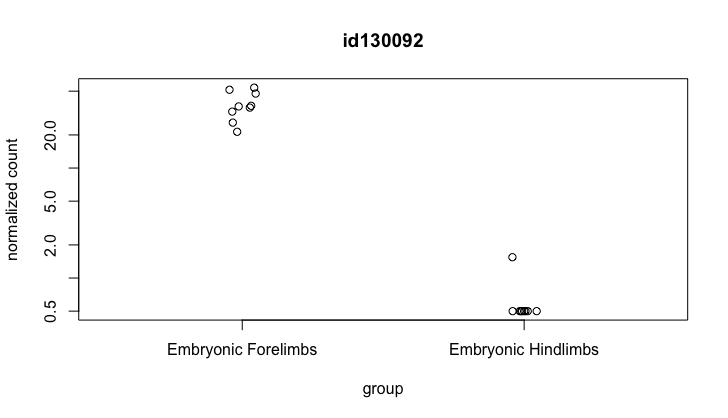 id130092
normalized count
20.0
5.0
2.0
0.5
Embryonic Forelimbs Embryonic Hindlimbs
group